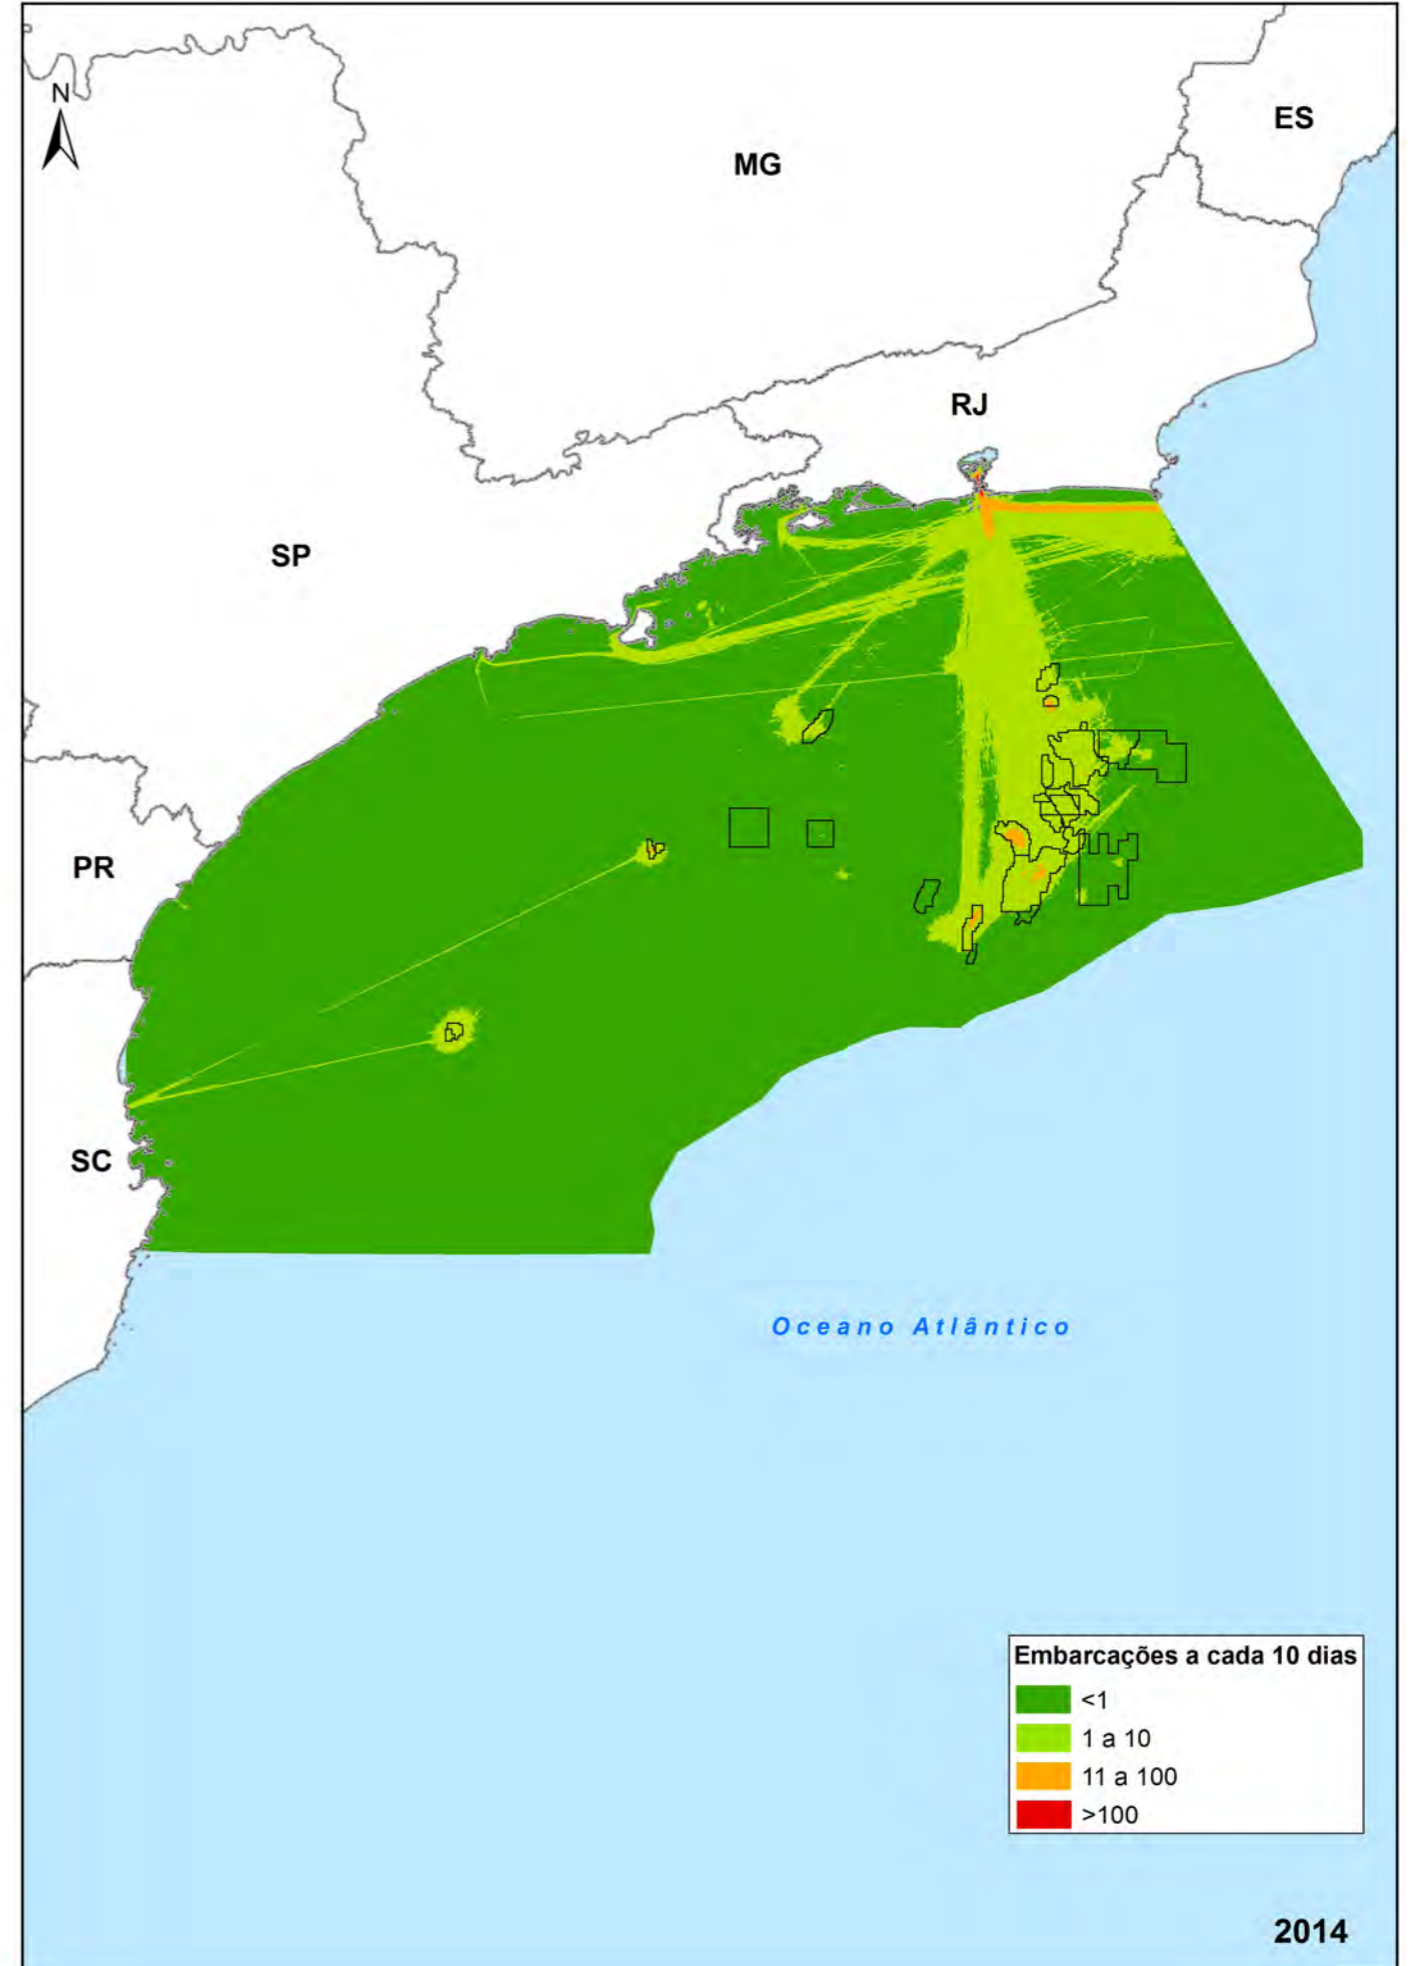 N
ES
MG
RJ
SP
PR
SC
Oceano Atlântico
Embarcações a cada 10 dias
<1
1 a 10
11 a 100
>100
2014